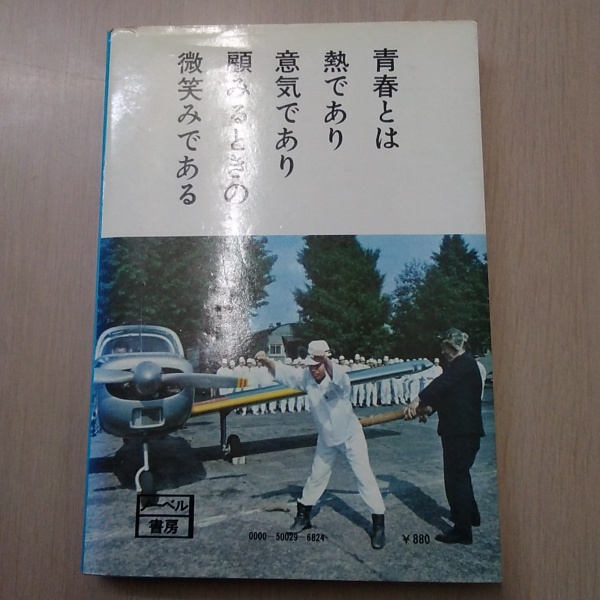 青春とは
熱であり
意気であり
顧みるときの
微笑みである
ノーベル
書房
0000-50029-6824
¥880